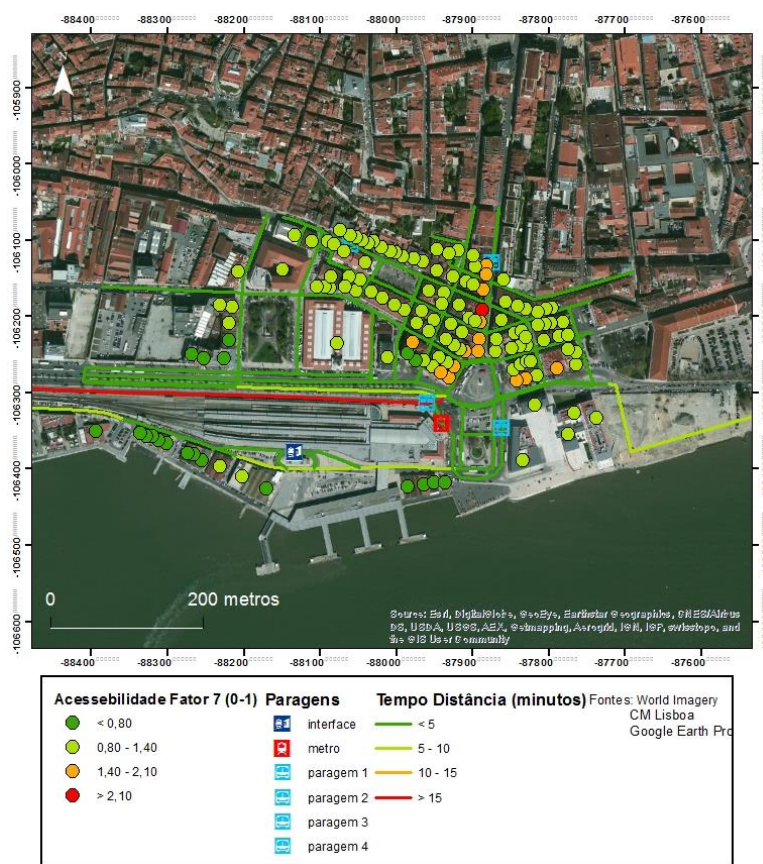 -88400 -88300 -88200 -88100 -88000 -87900 -87800 -87700 -87600
-105900
-106000
-106100
-106200
-106300
-106400
-106500
-106600
0 200 metros
Source: Esri, DigitalGlobe, GeoEye, Earthstar Geographics, CNES/Airbus
DS, USDA, USGS, AEX, Getmapping, Aerogrid, IGN, IGP, swisstopo, and
the GIS User Community
-88400 -88300 -88200 -88100 -88000 -87900 -87800 -87700 -87600
Acessebilidade Fator 7 (0-1)
< 0,80
0,80 - 1,40
1,40 - 2,10
> 2,10
Paragens
interface
metro
paragem 1
paragem 2
paragem 3
paragem 4
Tempo Distância (minutos)
< 5
5 - 10
10 - 15
> 15
Fontes: World Imagery
CM Lisboa
Google Earth Pro